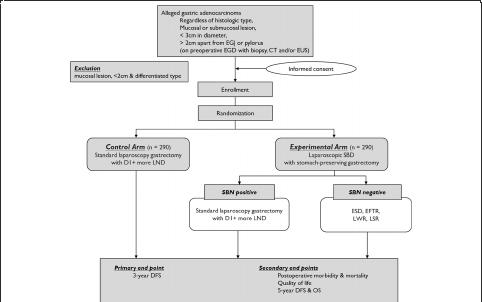 Alleged gastric adenocarcinoma
Regardless of histologic type,
Mucosal or submucosal lesion,
< 3cm in diameter,
> 2cm apart from EGJ or pylorus
(on preoperative EGD with biopsy, CT and/or EUS)
Exclusion
mucosal lesion, <2cm & differentiated type
Informed consent
Enrollment
Randomization
Control Arm (n = 290)
Standard laparoscopy gastrectomy
with D1+ more LND
Experimental Arm (n = 290)
Laparoscopic SBD
with stomach-preserving gastrectomy
SBN positive
SBN negative
Standard laparoscopy gastrectomy
with D1+ more LND
ESD, EFTR,
LWR, LSR
Primary end point
3-year DFS
Secondary end points
Postoperative morbidity & mortality
Quality of life
5-year DFS & OS